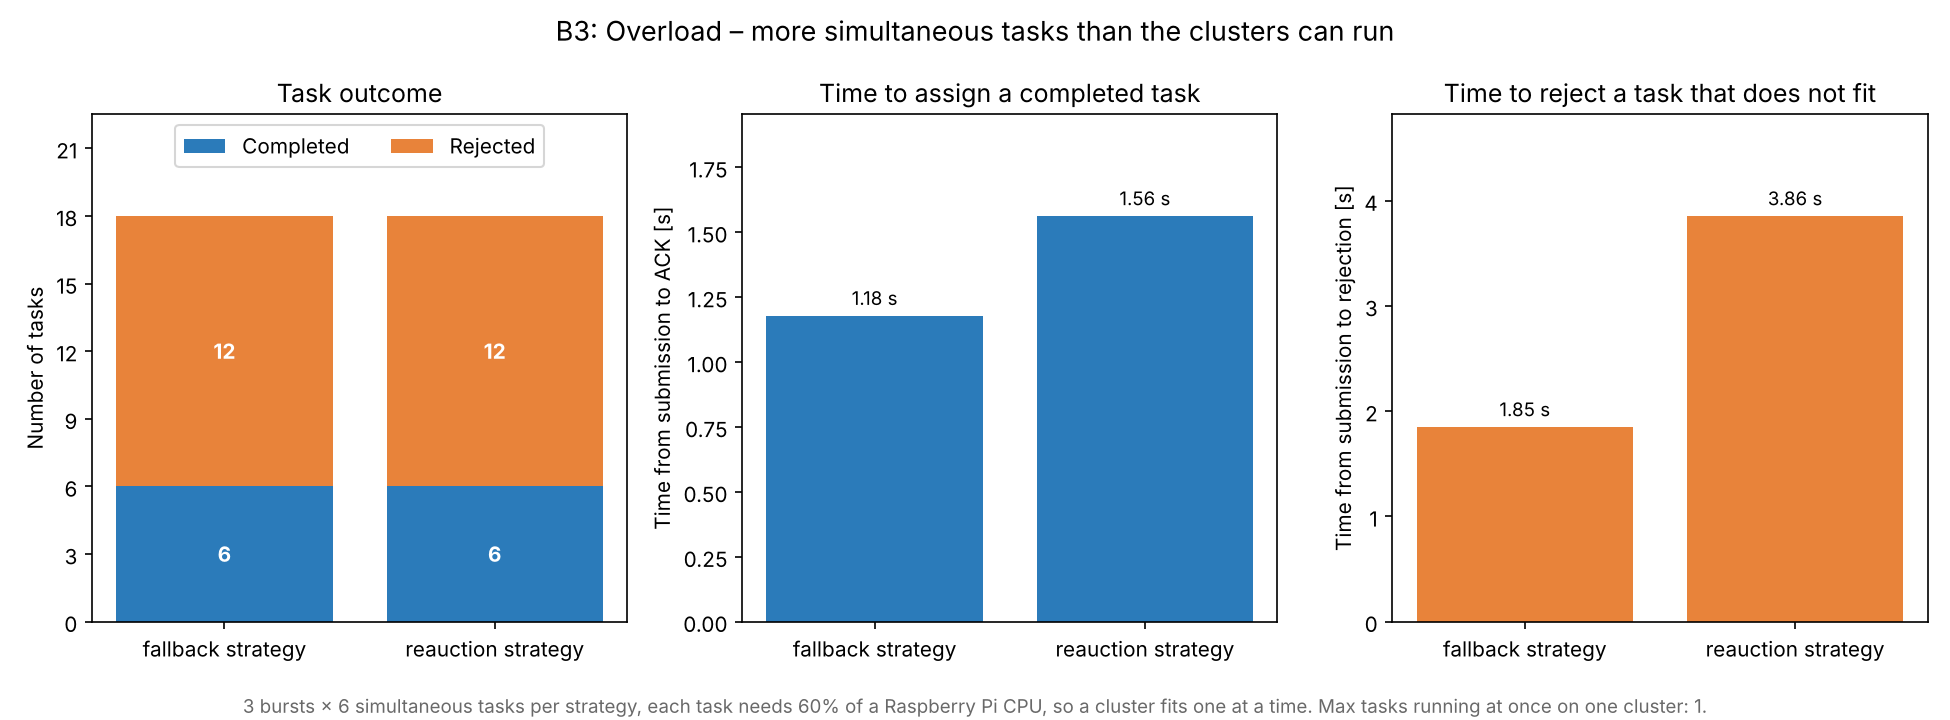 B3: Overload – more simultaneous tasks than the clusters can run
Task outcome
Completed
Rejected
Number of tasks
21
18
15
12
9
6
3
0
12
12
6
6
fallback strategy
reauction strategy
Time to assign a completed task
Time from submission to ACK [s]
1.75
1.50
1.25
1.00
0.75
0.50
0.25
0.00
1.18 s
1.56 s
fallback strategy
reauction strategy
Time to reject a task that does not fit
Time from submission to rejection [s]
4
3
2
1
0
1.85 s
3.86 s
fallback strategy
reauction strategy
3 bursts × 6 simultaneous tasks per strategy, each task needs 60% of a Raspberry Pi CPU, so a cluster fits one at a time. Max tasks running at once on one cluster: 1.